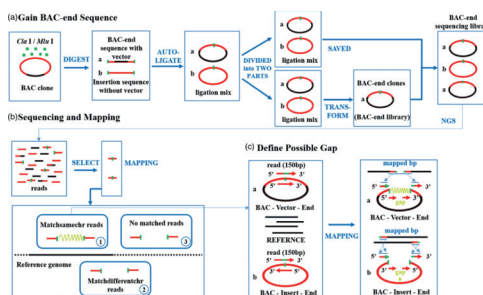 (a)Gain BAC-end Sequence
Cla I / Mlu I
BAC clone
DIGEST
BAC-end
sequence with
vector
a
b
Insertion sequence
without vector
AUTO-
LIGATE
a
b
ligation mix
DIVIDED
into TWO
PARTS
a
b
ligation mix
SAVED
a
b
ligation mix
TRANS-
FORM
a
BAC-end clones
(BAC-end library)
BAC-end
sequencing libra
a
b
a
NGS
(b)Sequencing and Mapping
reads
SELECT
MAPPING
Matchsamechr reads
1
No matched reads
3
Reference genome
Matchdifferentchr
reads
2
(c) Define Possible Gap
read (150bp)
5' 3'
a
BAC - Vector - End
REFERNCE
read (150bp)
5' 3'
b
BAC - Insert - End
MAPPING
mapped bp
5' 3'
gap
a
BAC - Vector - End
mapped bp
5' 3'
gap
b
BAC - Insert - End